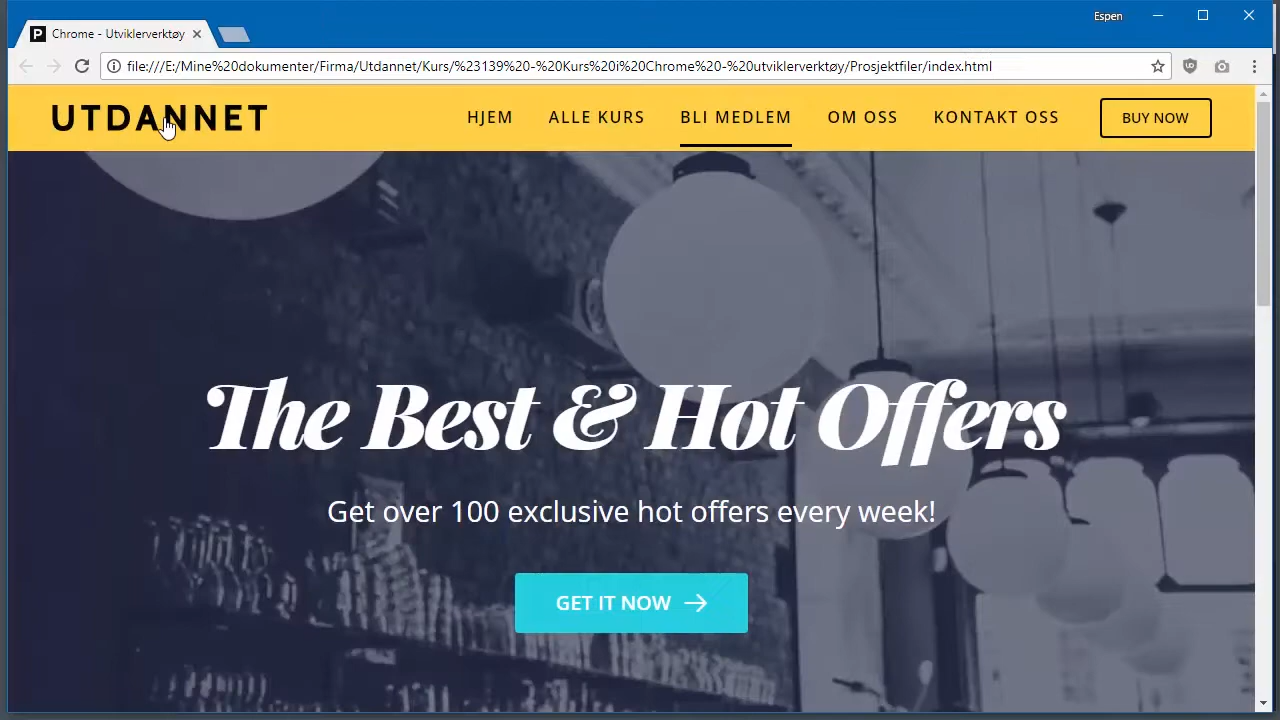 Espen
Chrome - Utviklerverktøy
file:///E:/Mine%20dokumenter/Firma/Utdannet/Kurs/%23139%20-%20Kurs%20i%20Chrome%20-%20utviklerverktøy/Prosjektfiler/index.html
UTDANNET HJEM ALLE KURS BLI MEDLEM OM OSS KONTAKT OSS BUY NOW
The Best & Hot Offers
Get over 100 exclusive hot offers every week!
GET IT NOW